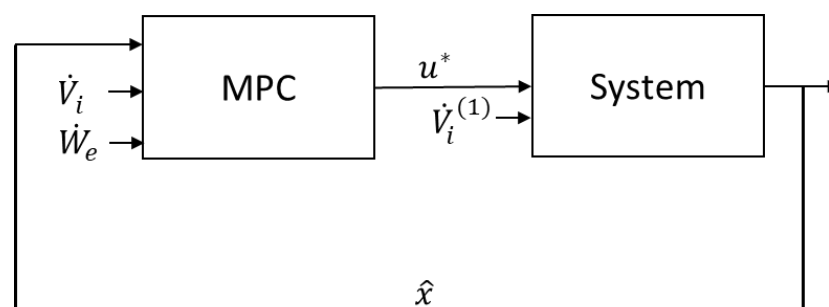 MPC
System
u*
V̇ᵢ
V̇ᵢ⁽¹⁾
Ẇₑ
x̂